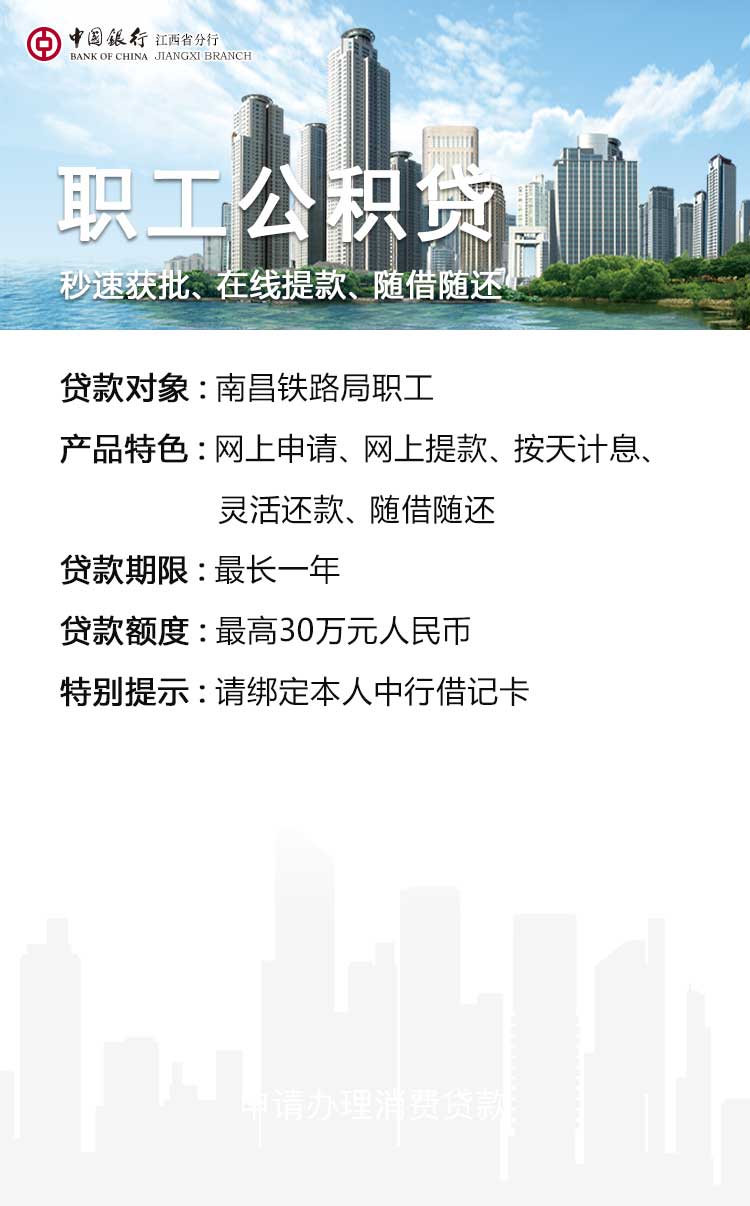 中國銀行 江西省分行
BANK OF CHINA JIANGXI BRANCH
职工公积贷
秒速获批、在线提款、随借随还
贷款对象：南昌铁路局职工
产品特色：网上申请、网上提款、按天计息、
灵活还款、随借随还
贷款期限：最长一年
贷款额度：最高30万元人民币
特别提示：请绑定本人中行借记卡
申请办理消费贷款